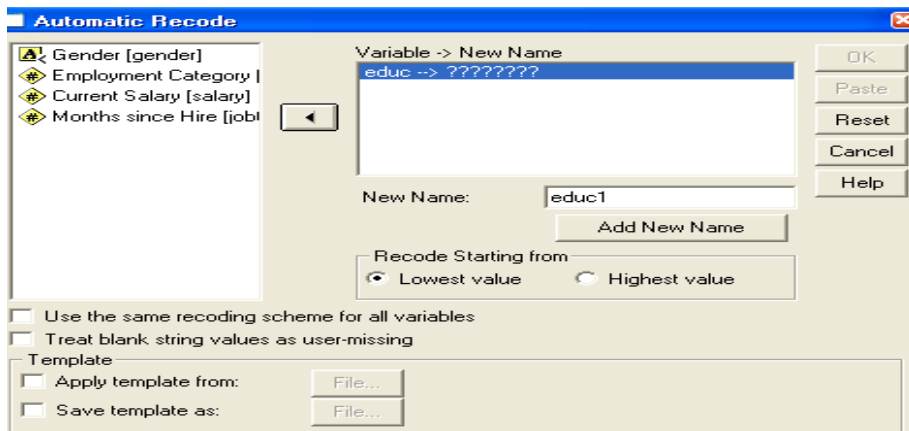 Automatic Recode
Gender [gender]
Employment Category [
Current Salary [salary]
Months since Hire [jobt
Variable -> New Name
educ --> ????????
OK
Paste
Reset
Cancel
Help
New Name: educ1
Add New Name
Recode Starting from
Lowest value Highest value
Use the same recoding scheme for all variables
Treat blank string values as user-missing
Template
Apply template from: File...
Save template as: File...